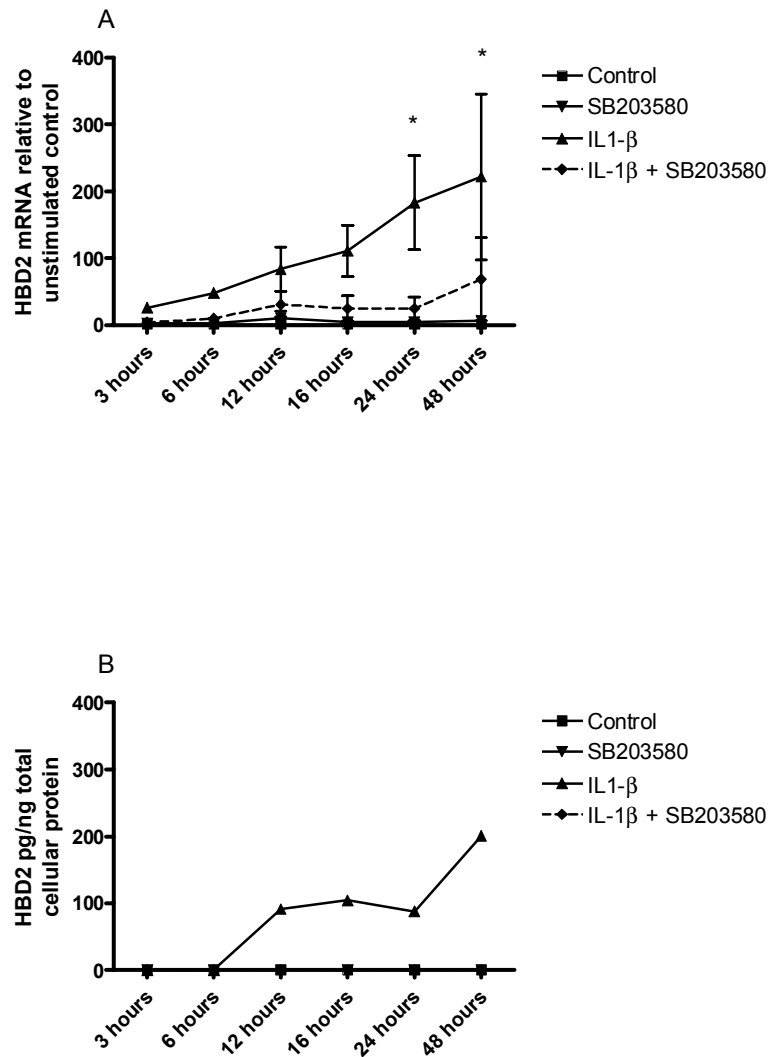 A
HBD2 mRNA relative to
unstimulated control
400
300
200
100
0
*
*
3 hours
6 hours
12 hours
16 hours
24 hours
48 hours
Control
SB203580
IL1-β
IL-1β + SB203580
B
HBD2 pg/ng total
cellular protein
400
300
200
100
0
3 hours
6 hours
12 hours
16 hours
24 hours
48 hours
Control
SB203580
IL1-β
IL-1β + SB203580